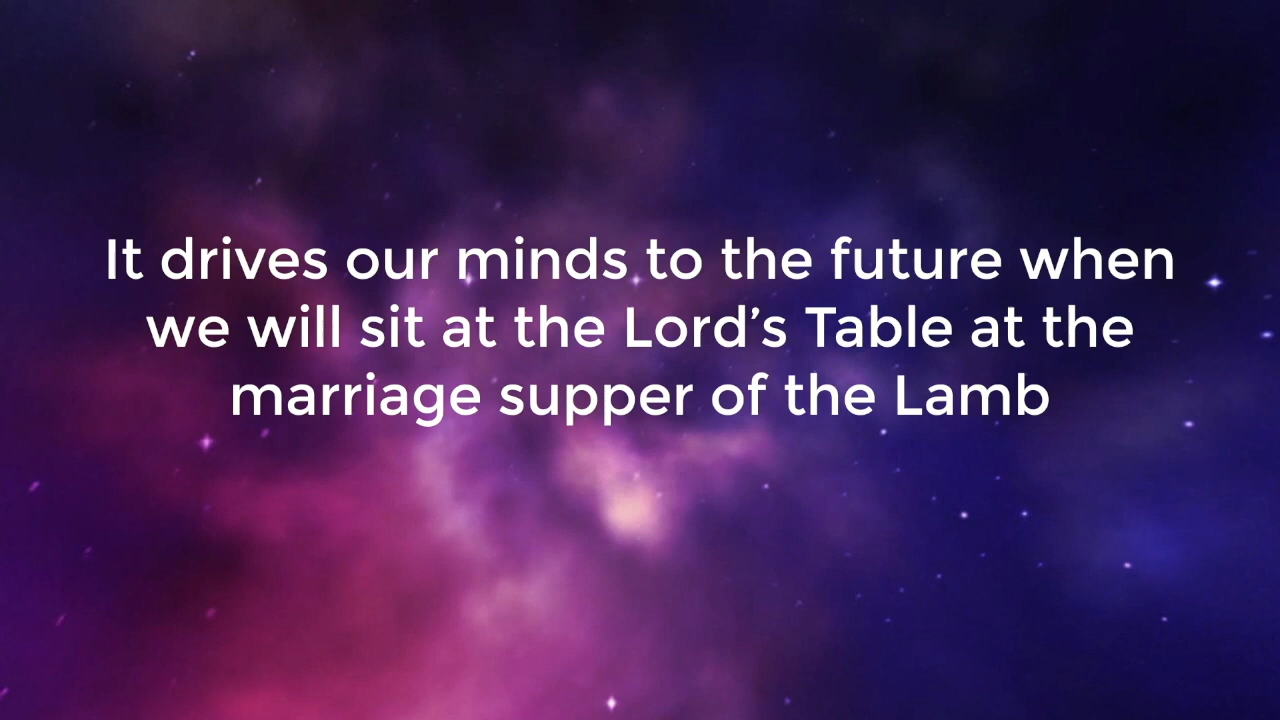 It drives our minds to the future when
we will sit at the Lord’s Table at the
marriage supper of the Lamb